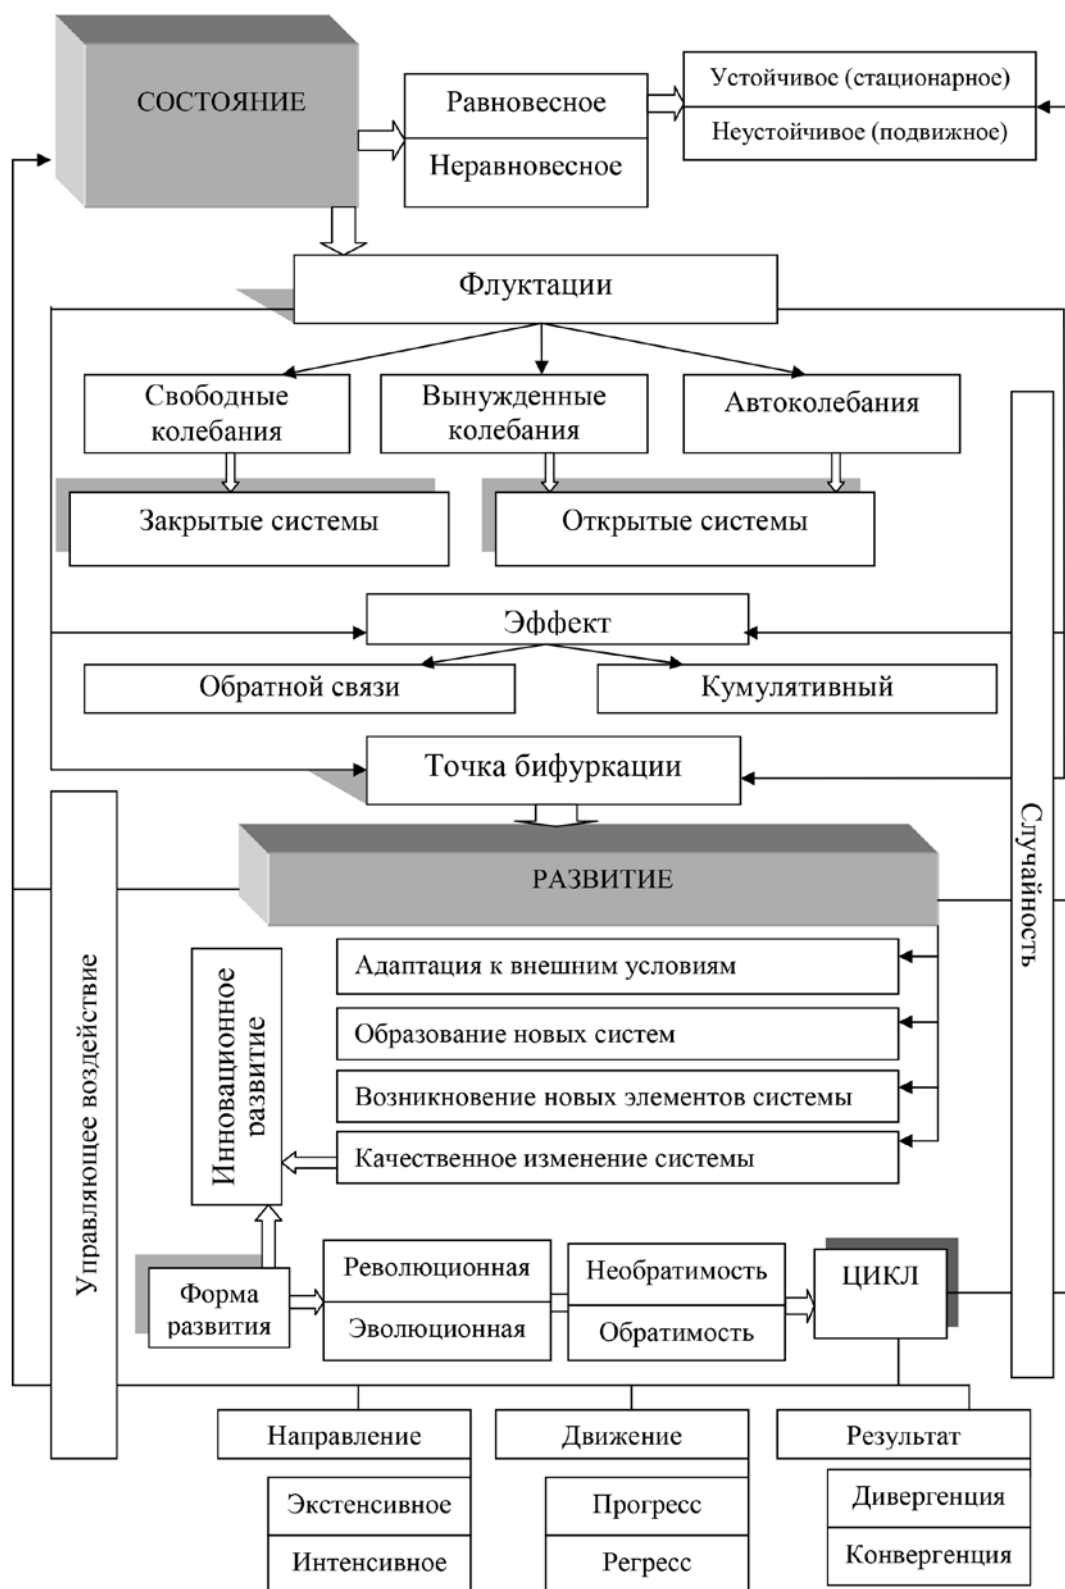 СОСТОЯНИЕ
Равновесное
Неравновесное
Устойчивое (стационарное)
Неустойчивое (подвижное)
Флуктации
Свободные
колебания
Вынужденные
колебания
Автоколебания
Закрытые системы
Открытые системы
Эффект
Обратной связи
Кумулятивный
Точка бифуркации
Случайность
РАЗВИТИЕ
Управляющее воздействие
Инновационное
развитие
Адаптация к внешним условиям
Образование новых систем
Возникновение новых элементов системы
Качественное изменение системы
Форма
развития
Революционная
Эволюционная
Необратимость
Обратимость
ЦИКЛ
Направление
Экстенсивное
Интенсивное
Движение
Прогресс
Регресс
Результат
Дивергенция
Конвергенция